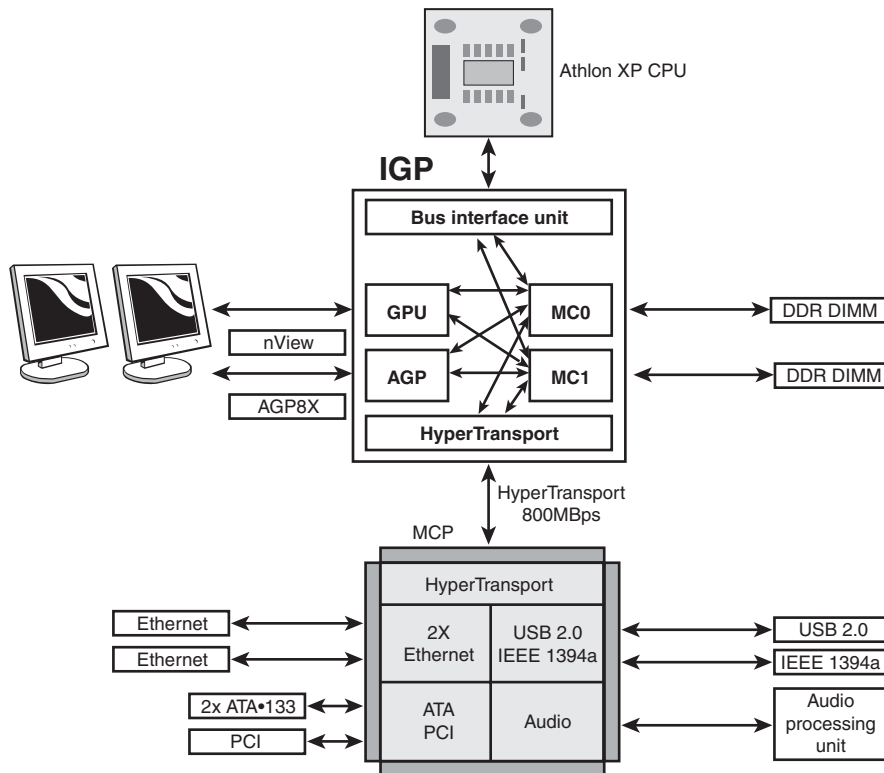 Athlon XP CPU
IGP
Bus interface unit
GPU
MC0
DDR DIMM
nView
AGP
MC1
DDR DIMM
AGP8X
HyperTransport
HyperTransport
800MBps
MCP
HyperTransport
Ethernet
2X
Ethernet
USB 2.0
IEEE 1394a
USB 2.0
Ethernet
IEEE 1394a
2x ATA•133
ATA
PCI
Audio
Audio
processing
unit
PCI